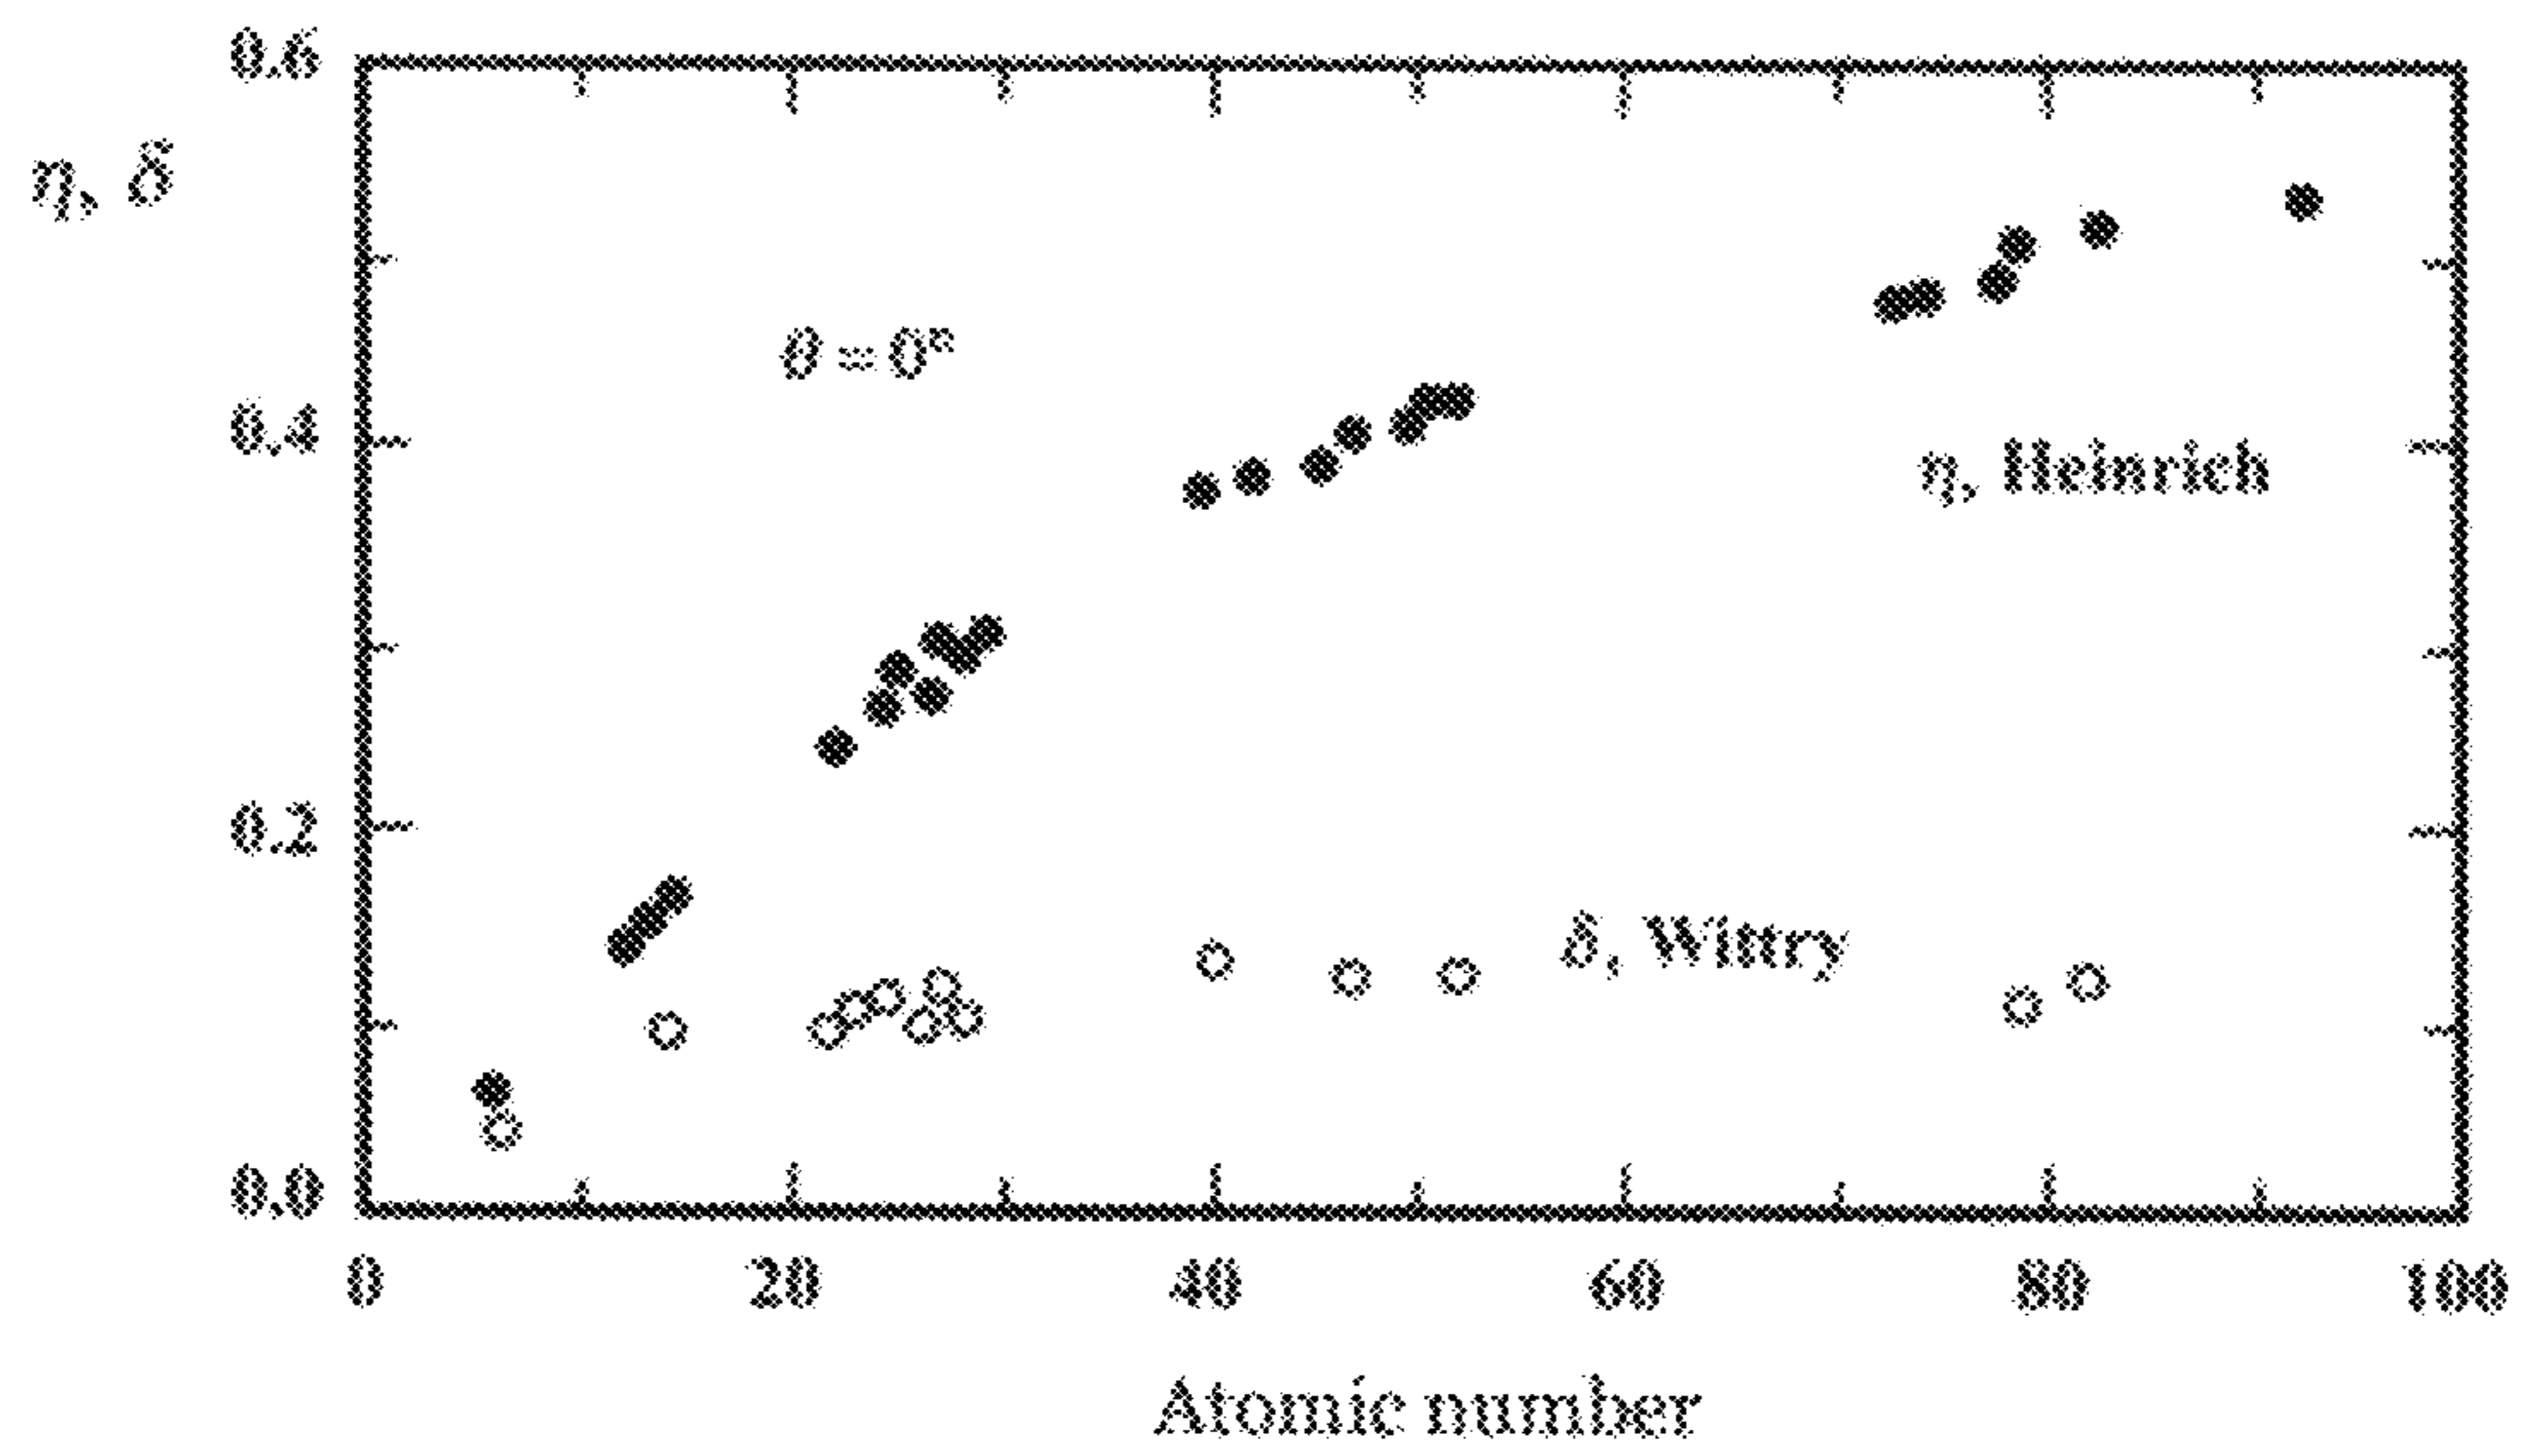 0.6
η, δ
θ = 0°
0.4
η, Heinrich
0.2
δ, Wittry
0.0
0 20 40 60 80 100
Atomic number